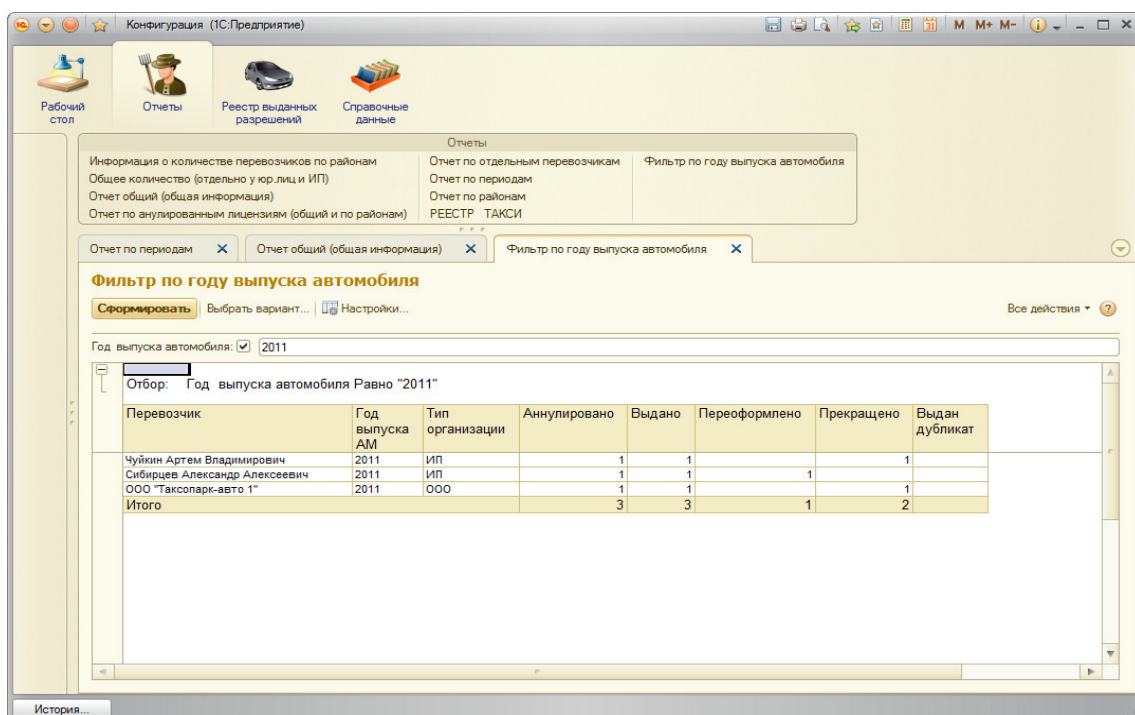 Конфигурация (1С:Предприятие)
M M+ M-
Рабочий стол
Отчеты
Реестр выданных разрешений
Справочные данные
Отчеты
Информация о количестве перевозчиков по районам
Отчет по отдельным перевозчикам
Фильтр по году выпуска автомобиля
Общее количество (отдельно у юр.лиц и ИП)
Отчет по периодам
Отчет общий (общая информация)
Отчет по районам
Отчет по анулированным лицензиям (общий и по районам)
РЕЕСТР ТАКСИ
Отчет по периодам
Отчет общий (общая информация)
Фильтр по году выпуска автомобиля
Фильтр по году выпуска автомобиля
Сформировать Выбрать вариант... Настройки... Все действия
Год выпуска автомобиля: 2011
Отбор: Год выпуска автомобиля Равно "2011"
Перевозчик Год выпуска АМ Тип организации Аннулировано Выдано Переоформлено Прекращено Выдан дубликат
Чуйкин Артем Владимирович 2011 ИП 1 1 1
Сибирцев Александр Алексеевич 2011 ИП 1 1 1
ООО "Таксопарк-авто 1" 2011 ООО 1 1 1
Итого 3 3 1 2
История...